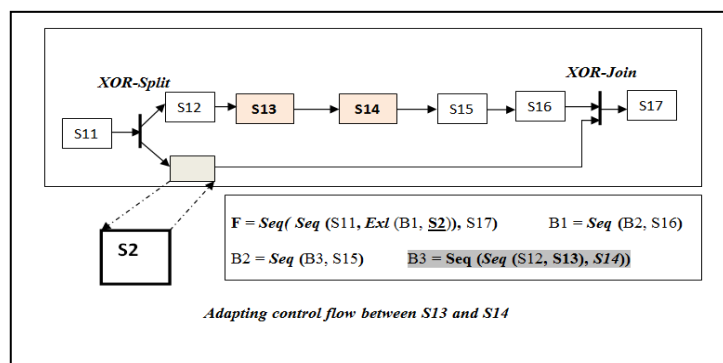 XOR-Split
XOR-Join
S11
S12
S13
S14
S15
S16
S17
S2
F = Seq( Seq (S11, Exl (B1, S2)), S17)
B1 = Seq (B2, S16)
B2 = Seq (B3, S15)
B3 = Seq (Seq (S12, S13), S14))
Adapting control flow between S13 and S14